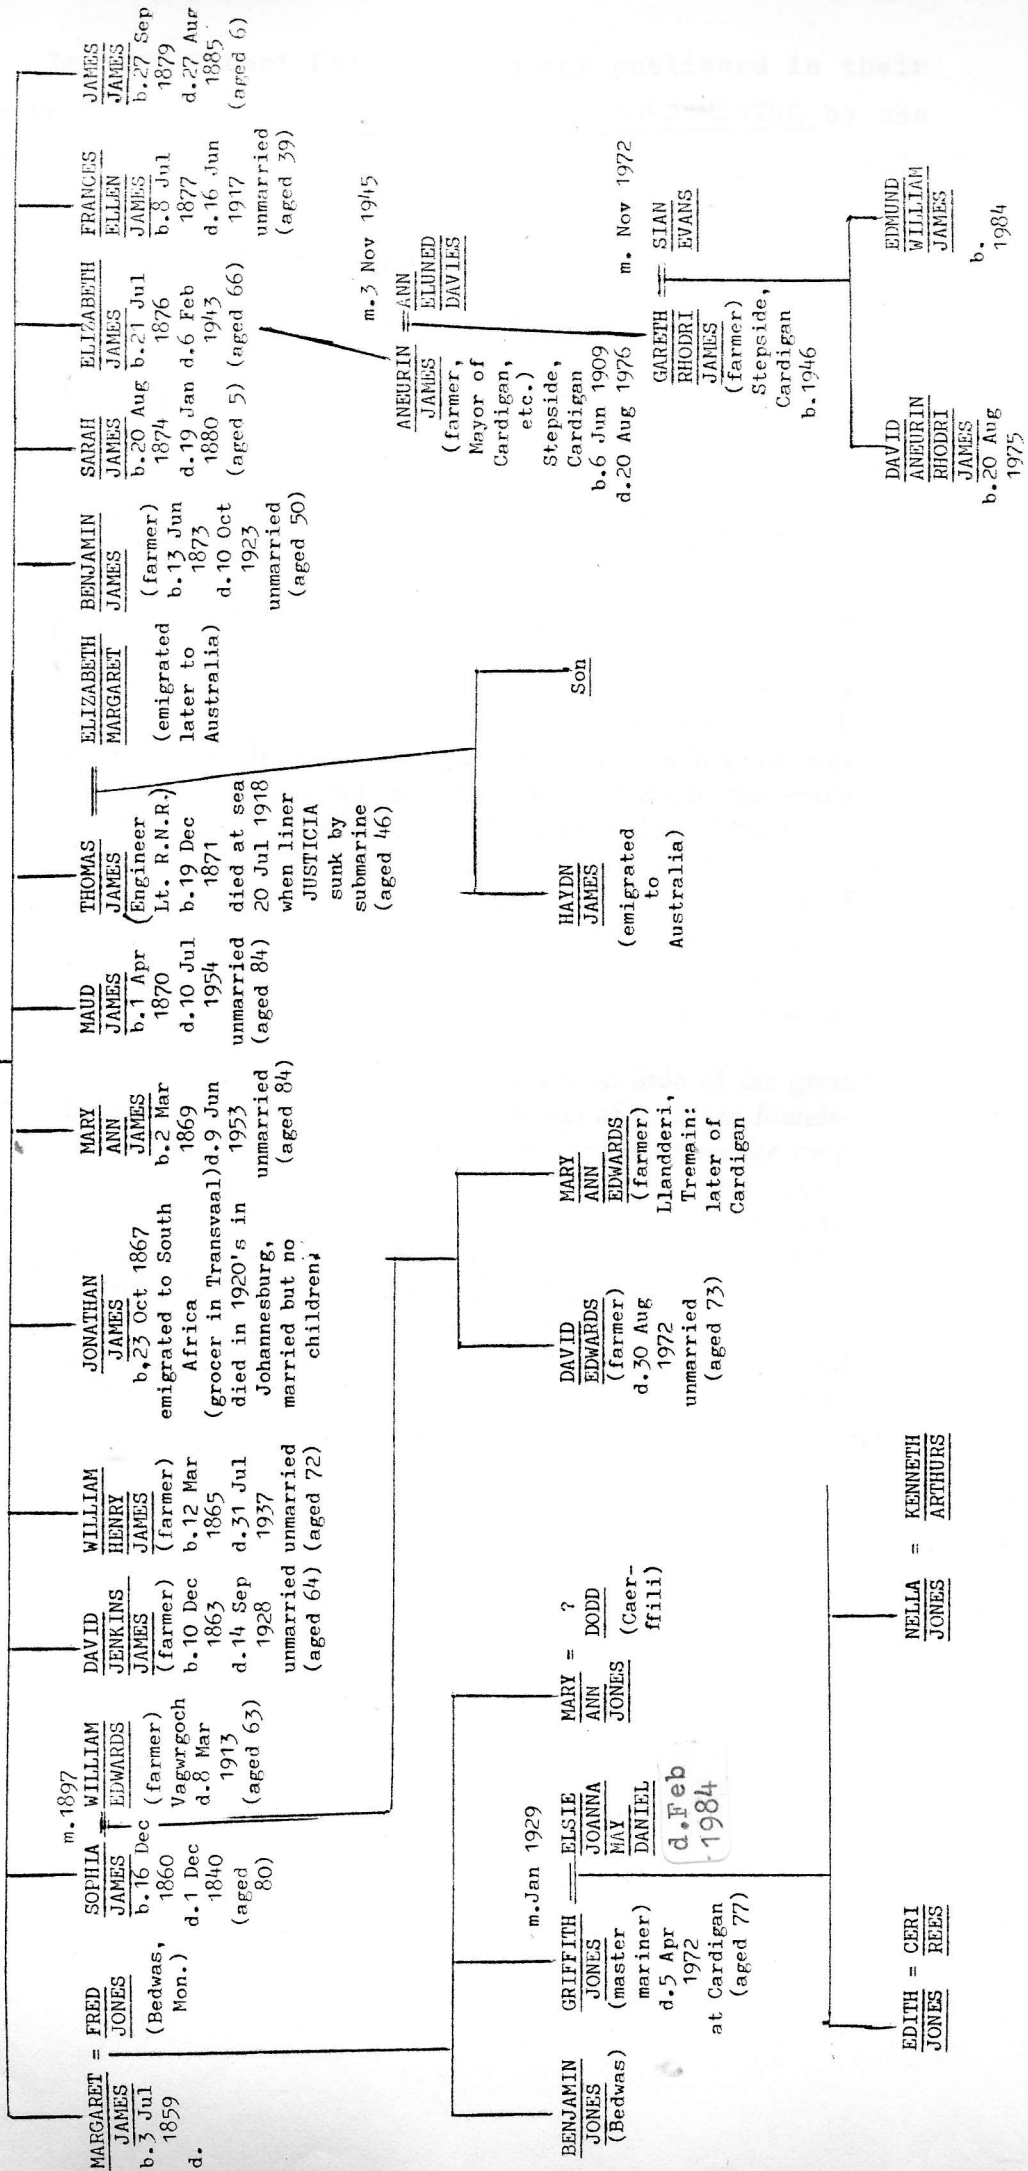 MARGARET = FRED
JAMES JONES
b.3 Jul (Bedwas,
1859 Mon.)
d.
m.1897
SOPHIA = WILLIAM
JAMES EDWARDS
b.16 Dec (farmer)
1860 Vagwrgoch
d.1 Dec d.8 Mar
1840 1913
(aged (aged 63)
80)
DAVID
JENKINS
JAMES
(farmer)
b.10 Dec
1863
d.14 Sep
1928
unmarried
(aged 64)
WILLIAM
HENRY
JAMES
(farmer)
b.12 Mar
1865
d.31 Jul
1937
unmarried
(aged 72)
JONATHAN
JAMES
b,23 Oct 1867
emigrated to South
Africa
(grocer in Transvaal)
died in 1920's in
Johannesburg,
married but no
children,
MARY
ANN
JAMES
b.2 Mar
1869
d.9 Jun
1953
unmarried
(aged 84)
MAUD
JAMES
b.1 Apr
1870
d.10 Jul
1954
unmarried
(aged 84)
THOMAS
JAMES
(Engineer
Lt. R.N.R.)
b.19 Dec
1871
died at sea
20 Jul 1918
when liner
JUSTICIA
sunk by
submarine
(aged 46)
=
ELIZABETH
MARGARET
(emigrated
later to
Australia)
BENJAMIN
JAMES
(farmer)
b.13 Jun
1873
d.10 Oct
1923
unmarried
(aged 50)
SARAH
JAMES
b.20 Aug
1874
d.19 Jan
1880
(aged 5)
ELIZABETH
JAMES
b.21 Jul
1876
d.6 Feb
1943
(aged 66)
FRANCES
ELLEN
JAMES
b.8 Jul
1877
d.16 Jun
1917
unmarried
(aged 39)
JAMES
JAMES
b.27 Sep
1879
d.27 Aug
1885
(aged 6)
BENJAMIN
JONES
(Bedwas)
m.Jan 1929
GRIFFITH = ELSIE
JONES JOANNA
(master MAY
mariner) DANIEL
d.5 Apr d.Feb
1972 1984
at Cardigan
(aged 77)
MARY = ?
ANN DODD
JONES (Caer-
ffili)
DAVID
EDWARDS
(farmer)
d.30 Aug
1972
unmarried
(aged 73)
MARY
ANN
EDWARDS
(farmer)
Llandderi,
Tremain:
later of
Cardigan
HAYDN
JAMES
(emigrated
to
Australia)
Son
m.3 Nov 1945
ANEURIN = ANN
JAMES ELUNED
(farmer, DAVIES
Mayor of
Cardigan,
etc.)
Stepside,
Cardigan
b.6 Jun 1909
d.20 Aug 1976
m. Nov 1972
GARETH = SIAN
RHODRI EVANS
JAMES
(farmer)
Stepside,
Cardigan
b.1946
EDITH = CERI
JONES REES
NELLA = KENNETH
JONES ARTHURS
DAVID
ANEURIN
RHODRI
JAMES
b.20 Aug
1975
EDMUND
WILLIAM
JAMES
b.
1984